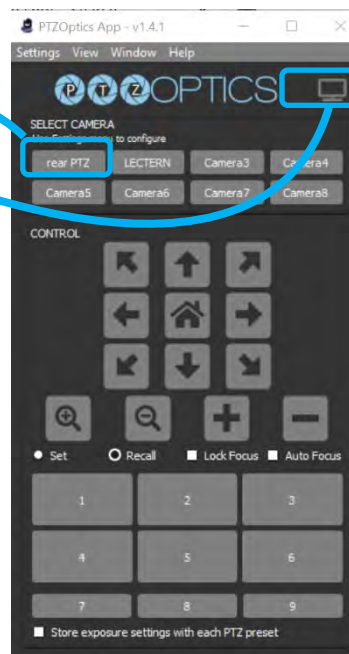 PTZOptics App - v1.4.1
Settings View Window Help
PTZOPTICS
SELECT CAMERA
Use Settings menu to configure
rear PTZ LECTERN Camera3 Camera4
Camera5 Camera6 Camera7 Camera8
CONTROL
Set Recall Lock Focus Auto Focus
1 2 3
4 5 6
7 8 9
Store exposure settings with each PTZ preset